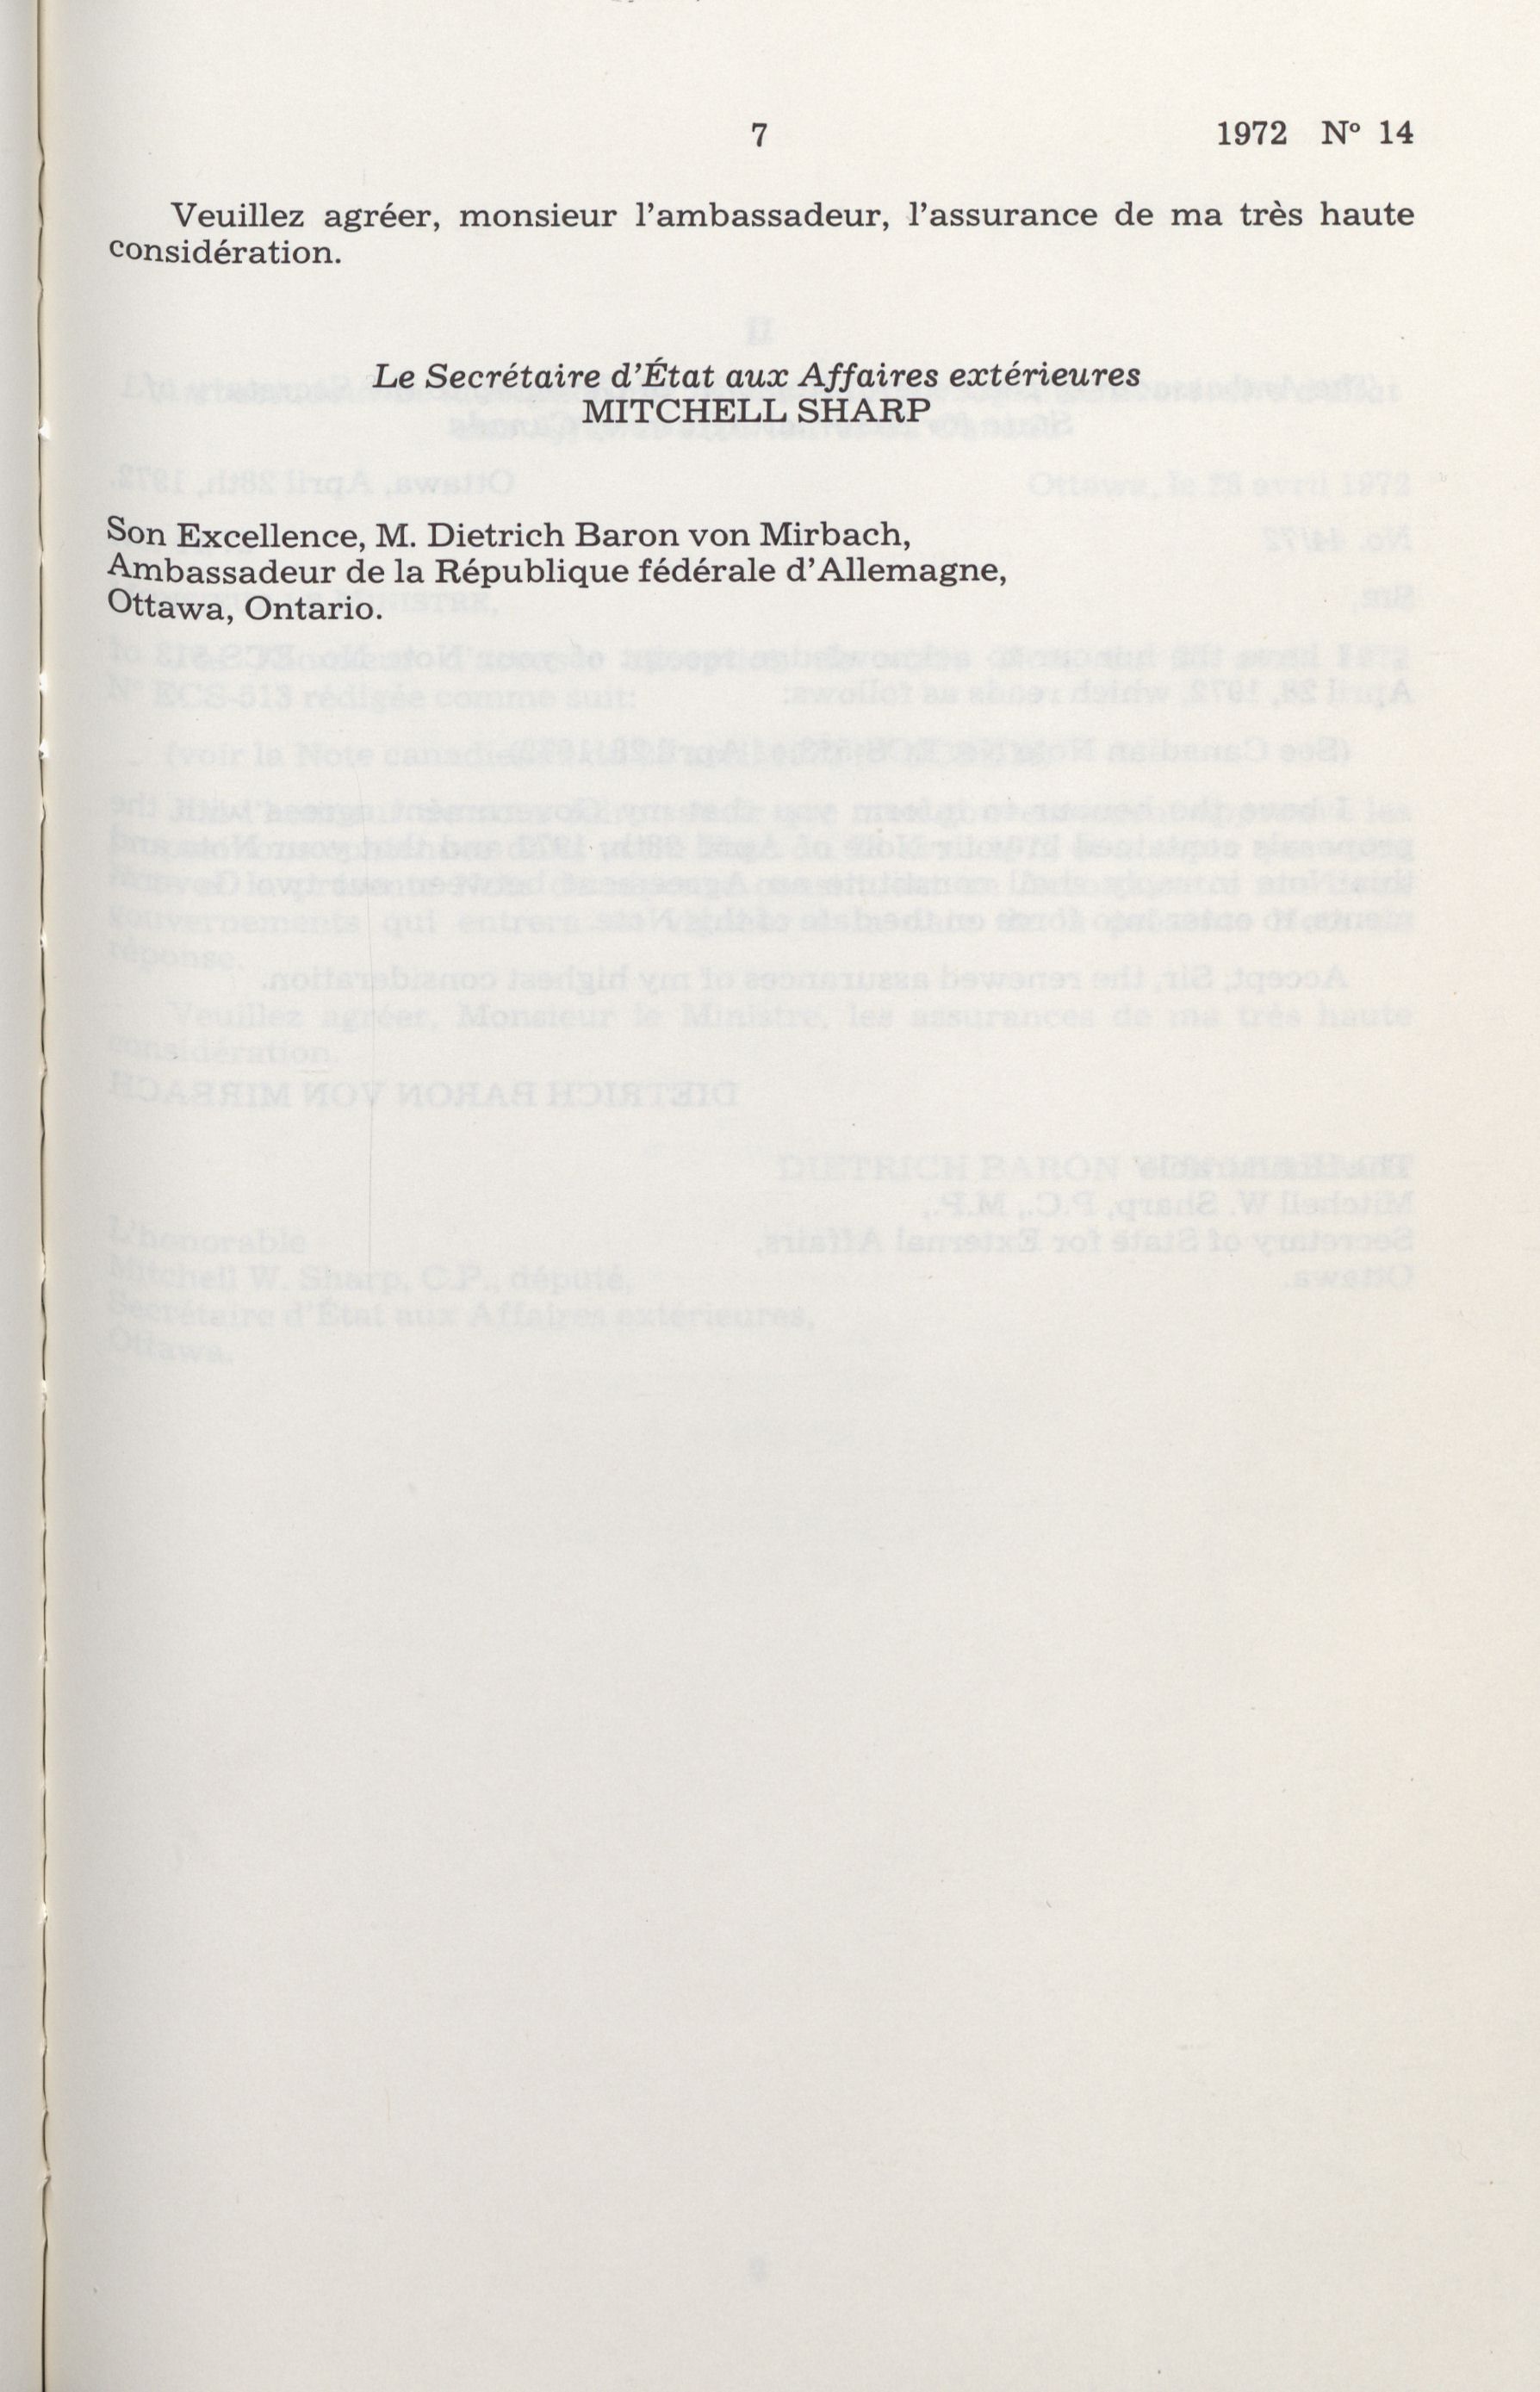 7 1972 Nº 14
Veuillez agréer, monsieur l’ambassadeur, l’assurance de ma très haute
considération.
Le Secrétaire d’État aux Affaires extérieures
MITCHELL SHARP
Son Excellence, M. Dietrich Baron von Mirbach,
Ambassadeur de la République fédérale d’Allemagne,
Ottawa, Ontario.